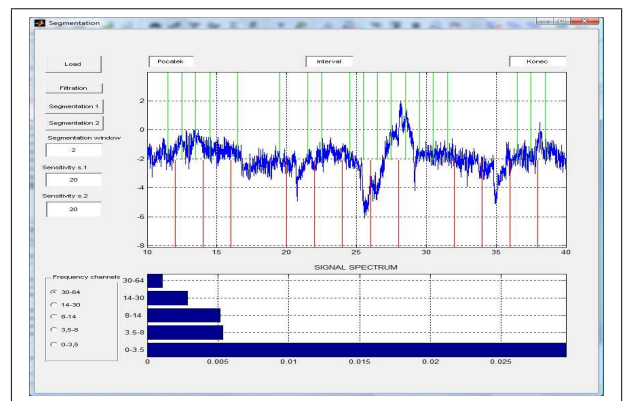 Segmentation
Load
Počátek
Interval
Konec
Filtration
Segmentation 1
Segmentation 2
Segmentation window
2
Sensitivity s.1
20
Sensitivity s.2
20
2
0
-2
-4
-6
-8
10 15 20 25 30 35 40
SIGNAL SPECTRUM
Frequency channels
30-64
14-30
8-14
3,5-8
0-3,5
30-64
14-30
8-14
3.5-8
0-3.5
0 0.005 0.01 0.015 0.02 0.025